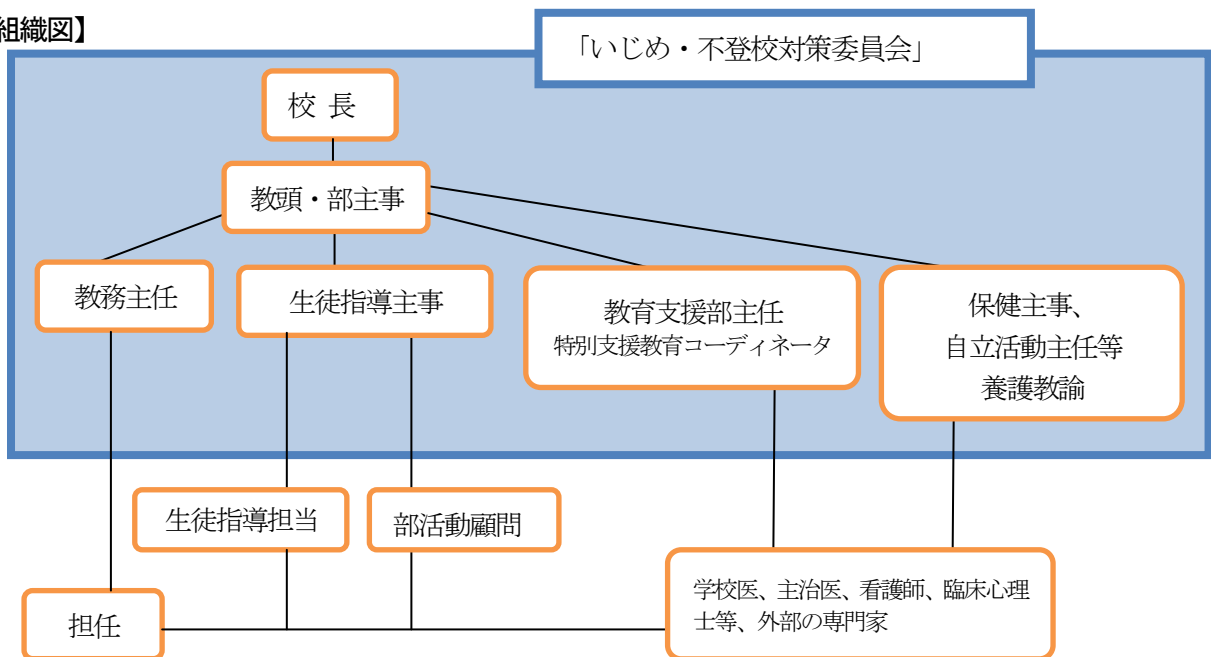 組織図】
「いじめ・不登校対策委員会」
校 長
教頭・部主事
教務主任
生徒指導主事
教育支援部主任
特別支援教育コーディネータ
保健主事、
自立活動主任等
養護教諭
生徒指導担当
部活動顧問
担任
学校医、主治医、看護師、臨床心理
士等、外部の専門家